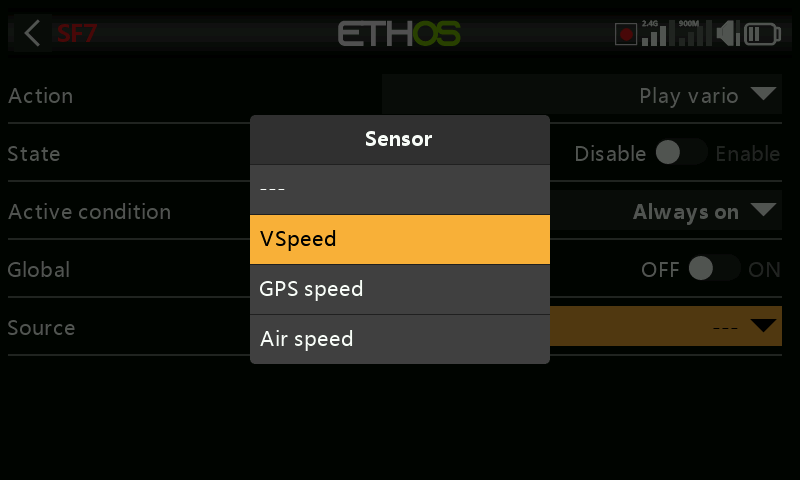 SF7
ETHOS
2.4G
900M
Action
Play vario
State
Disable
Enable
Active condition
Always on
Global
OFF
ON
Source
---
Sensor
---
VSpeed
GPS speed
Air speed